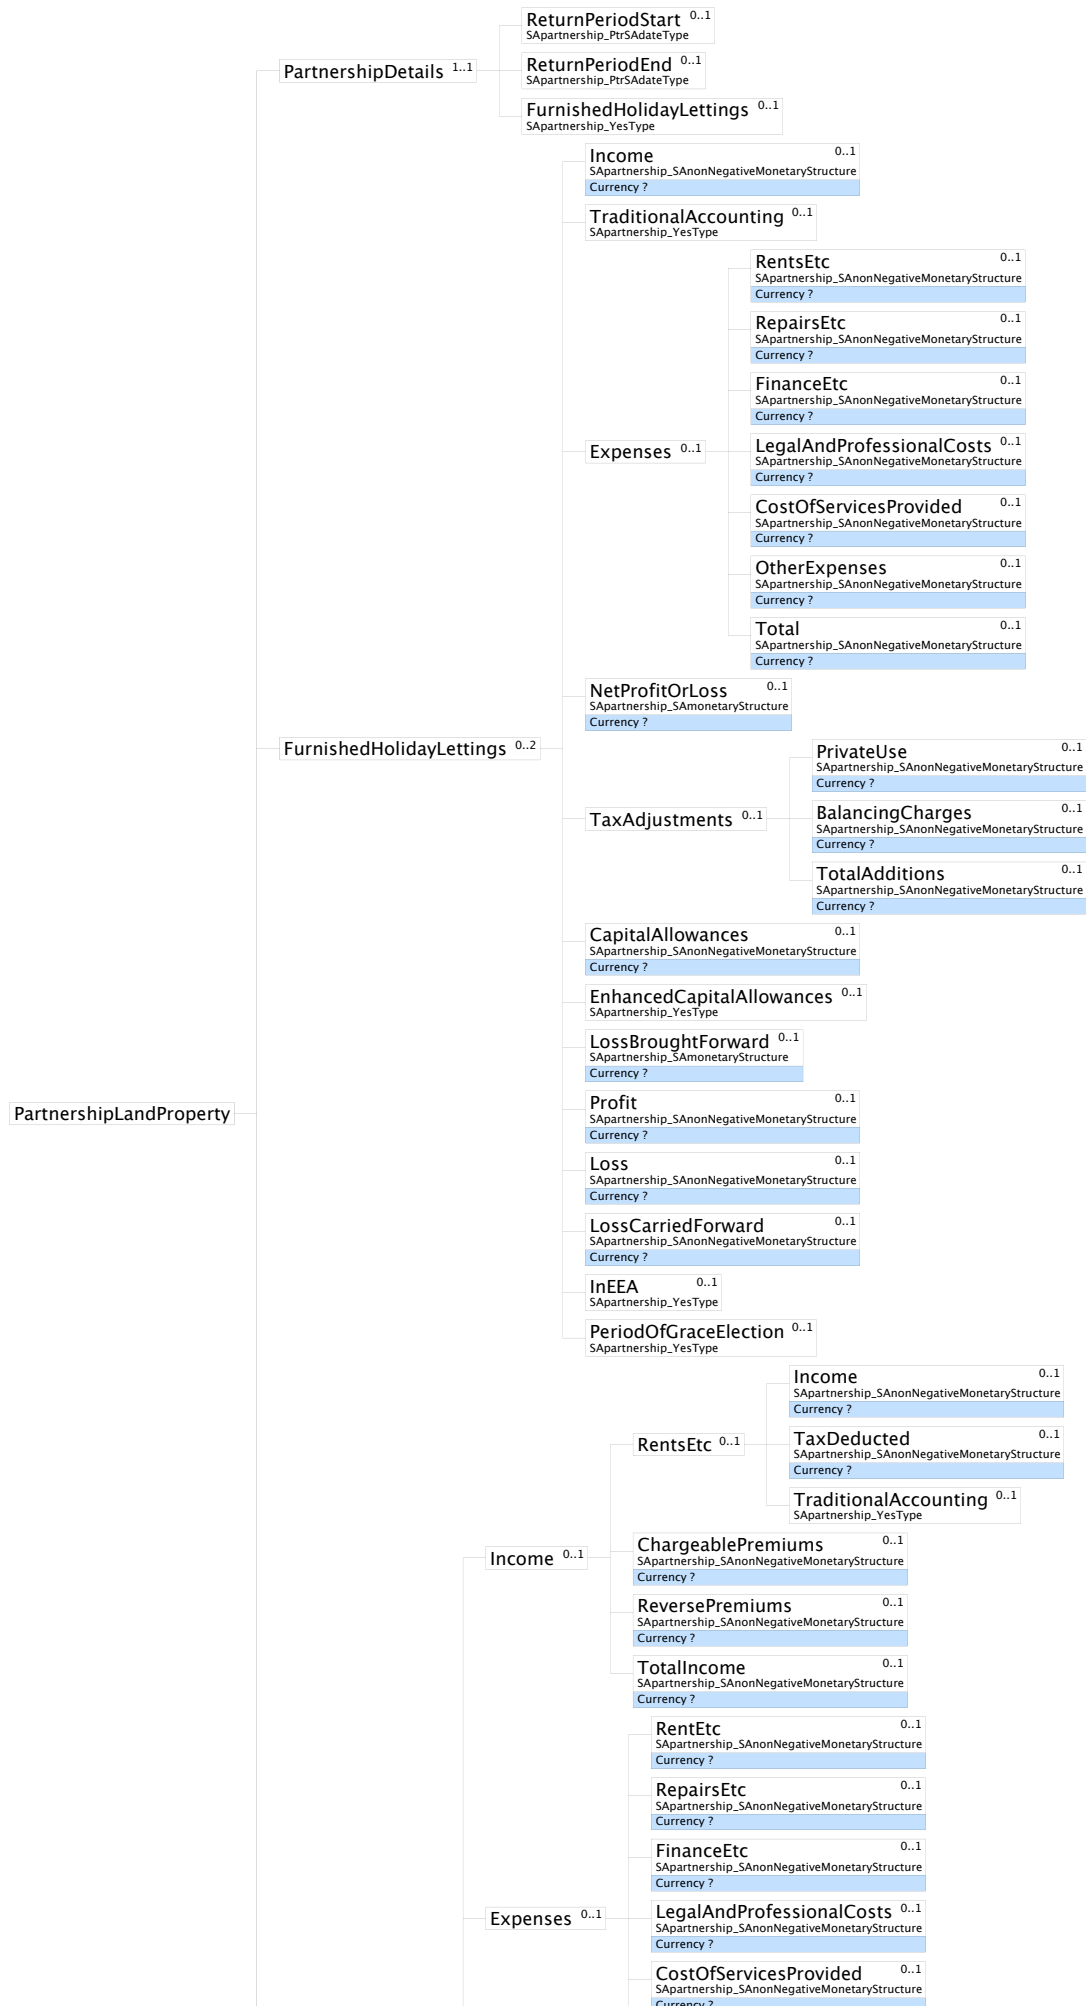 ReturnPeriodStart 0..1
SApartnership_PtrSAdateType
PartnershipDetails 1..1
ReturnPeriodEnd 0..1
SApartnership_PtrSAdateType
FurnishedHolidayLettings 0..1
SApartnership_YesType
Income 0..1
SApartnership_SAnonNegativeMonetaryStructure
Currency ?
TraditionalAccounting 0..1
SApartnership_YesType
RentsEtc 0..1
SApartnership_SAnonNegativeMonetaryStructure
Currency ?
RepairsEtc 0..1
SApartnership_SAnonNegativeMonetaryStructure
Currency ?
FinanceEtc 0..1
SApartnership_SAnonNegativeMonetaryStructure
Currency ?
Expenses 0..1
LegalAndProfessionalCosts 0..1
SApartnership_SAnonNegativeMonetaryStructure
Currency ?
CostOfServicesProvided 0..1
SApartnership_SAnonNegativeMonetaryStructure
Currency ?
OtherExpenses 0..1
SApartnership_SAnonNegativeMonetaryStructure
Currency ?
Total 0..1
SApartnership_SAnonNegativeMonetaryStructure
Currency ?
NetProfitOrLoss 0..1
SApartnership_SAmonetaryStructure
Currency ?
FurnishedHolidayLettings 0..2
PrivateUse 0..1
SApartnership_SAnonNegativeMonetaryStructure
Currency ?
TaxAdjustments 0..1
BalancingCharges 0..1
SApartnership_SAnonNegativeMonetaryStructure
Currency ?
TotalAdditions 0..1
SApartnership_SAnonNegativeMonetaryStructure
Currency ?
CapitalAllowances 0..1
SApartnership_SAnonNegativeMonetaryStructure
Currency ?
EnhancedCapitalAllowances 0..1
SApartnership_YesType
LossBroughtForward 0..1
SApartnership_SAmonetaryStructure
Currency ?
PartnershipLandProperty
Profit 0..1
SApartnership_SAnonNegativeMonetaryStructure
Currency ?
Loss 0..1
SApartnership_SAnonNegativeMonetaryStructure
Currency ?
LossCarriedForward 0..1
SApartnership_SAnonNegativeMonetaryStructure
Currency ?
InEEA 0..1
SApartnership_YesType
PeriodOfGraceElection 0..1
SApartnership_YesType
Income 0..1
SApartnership_SAnonNegativeMonetaryStructure
Currency ?
RentsEtc 0..1
TaxDeducted 0..1
SApartnership_SAnonNegativeMonetaryStructure
Currency ?
TraditionalAccounting 0..1
SApartnership_YesType
Income 0..1
ChargeablePremiums 0..1
SApartnership_SAnonNegativeMonetaryStructure
Currency ?
ReversePremiums 0..1
SApartnership_SAnonNegativeMonetaryStructure
Currency ?
TotalIncome 0..1
SApartnership_SAnonNegativeMonetaryStructure
Currency ?
RentEtc 0..1
SApartnership_SAnonNegativeMonetaryStructure
Currency ?
RepairsEtc 0..1
SApartnership_SAnonNegativeMonetaryStructure
Currency ?
FinanceEtc 0..1
SApartnership_SAnonNegativeMonetaryStructure
Currency ?
Expenses 0..1
LegalAndProfessionalCosts 0..1
SApartnership_SAnonNegativeMonetaryStructure
Currency ?
CostOfServicesProvided 0..1
SApartnership_SAnonNegativeMonetaryStructure
Currency ?